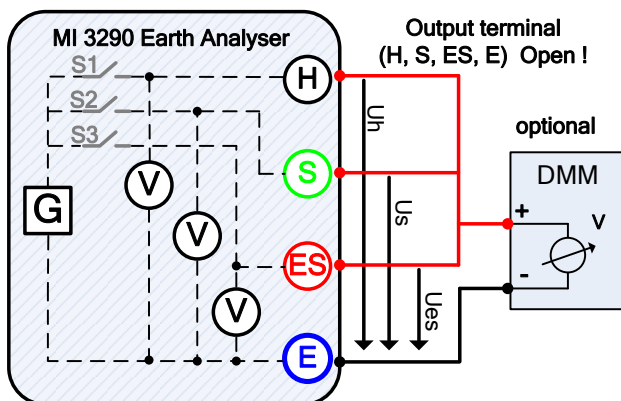 MI 3290 Earth Analyser
Output terminal
(H, S, ES, E) Open !
S1
S2
S3
H
S
ES
E
G
V
V
V
Uh
Us
Ues
optional
DMM
+
-
V